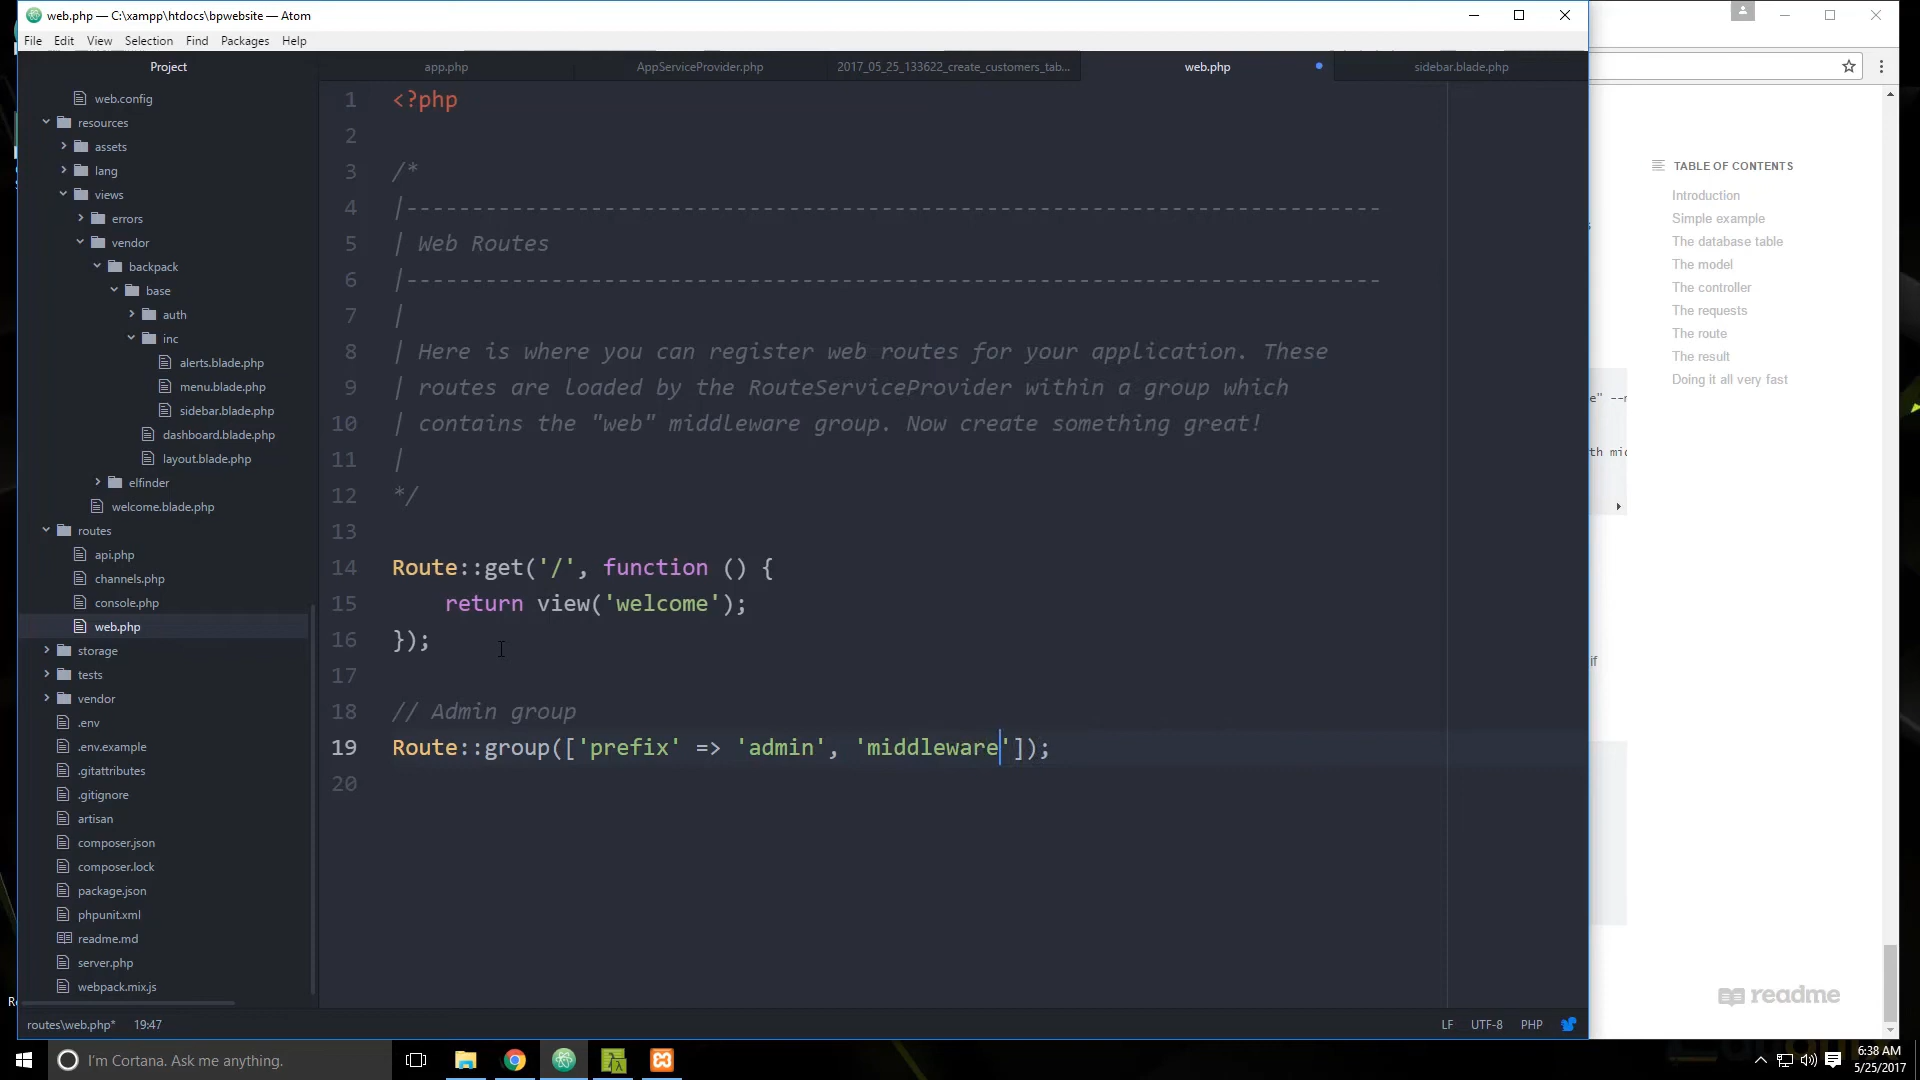 web.php — C:\xampp\htdocs\bpwebsite — Atom
File Edit View Selection Find Packages Help
Project
app.php
AppServiceProvider.php
2017_05_25_133622_create_customers_tab...
web.php
sidebar.blade.php
web.config
resources
assets
lang
views
errors
vendor
backpack
base
auth
inc
alerts.blade.php
menu.blade.php
sidebar.blade.php
dashboard.blade.php
layout.blade.php
elfinder
welcome.blade.php
routes
api.php
channels.php
console.php
web.php
storage
tests
vendor
.env
.env.example
.gitattributes
.gitignore
artisan
composer.json
composer.lock
package.json
phpunit.xml
readme.md
server.php
webpack.mix.js
1 <?php
2
3 /*
4 |--------------------------------------------------------------------------
5 | Web Routes
6 |--------------------------------------------------------------------------
7 |
8 | Here is where you can register web routes for your application. These
9 | routes are loaded by the RouteServiceProvider within a group which
10 | contains the "web" middleware group. Now create something great!
11 |
12 */
13
14 Route::get('/', function () {
15     return view('welcome');
16 });
17
18 // Admin group
19 Route::group(['prefix' => 'admin', 'middleware']);
20
routes\web.php* 19:47
LF UTF-8 PHP
TABLE OF CONTENTS
Introduction
Simple example
The database table
The model
The controller
The requests
The route
The result
Doing it all very fast
if
readme
I'm Cortana. Ask me anything.
6:38 AM
5/25/2017